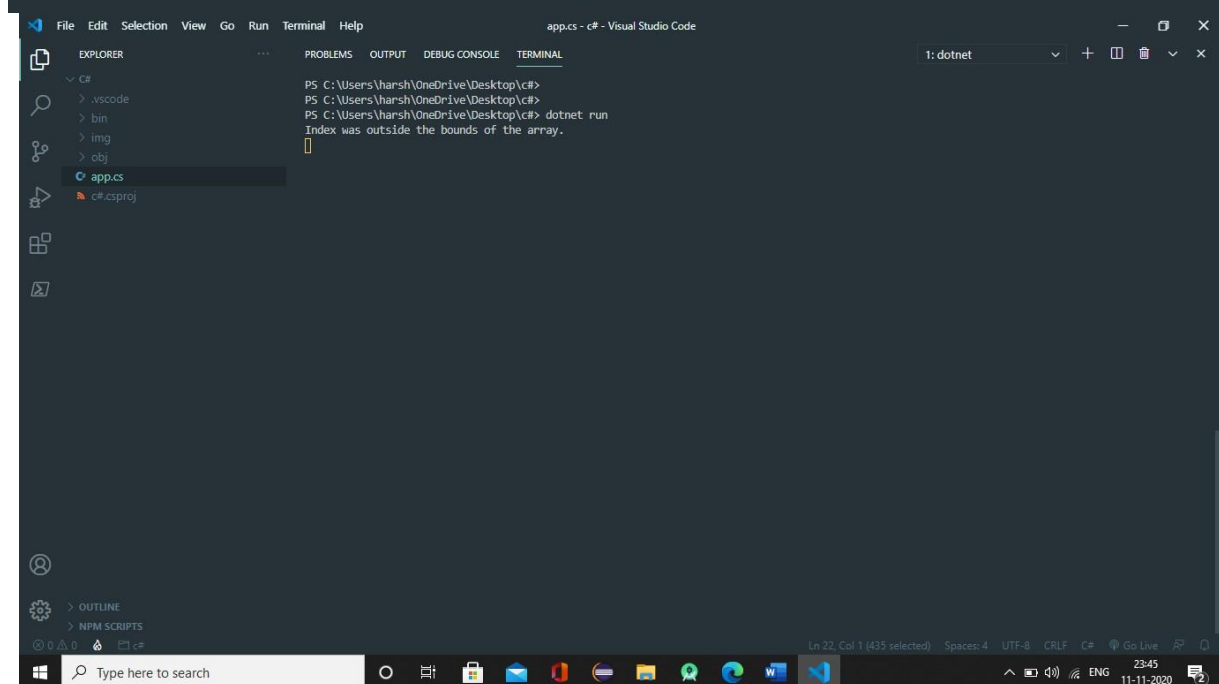 File Edit Selection View Go Run Terminal Help app.cs - c# - Visual Studio Code
EXPLORER ··· PROBLEMS OUTPUT DEBUG CONSOLE TERMINAL 1: dotnet
C#
.vscode
bin
img
obj
app.cs
c#.csproj
PS C:\Users\harsh\OneDrive\Desktop\c#>
PS C:\Users\harsh\OneDrive\Desktop\c#>
PS C:\Users\harsh\OneDrive\Desktop\c#> dotnet run
Index was outside the bounds of the array.
OUTLINE
NPM SCRIPTS
0 0 c# Ln 22, Col 1 (435 selected) Spaces: 4 UTF-8 CRLF C# Go Live
Type here to search ENG 23:45
11-11-2020 2